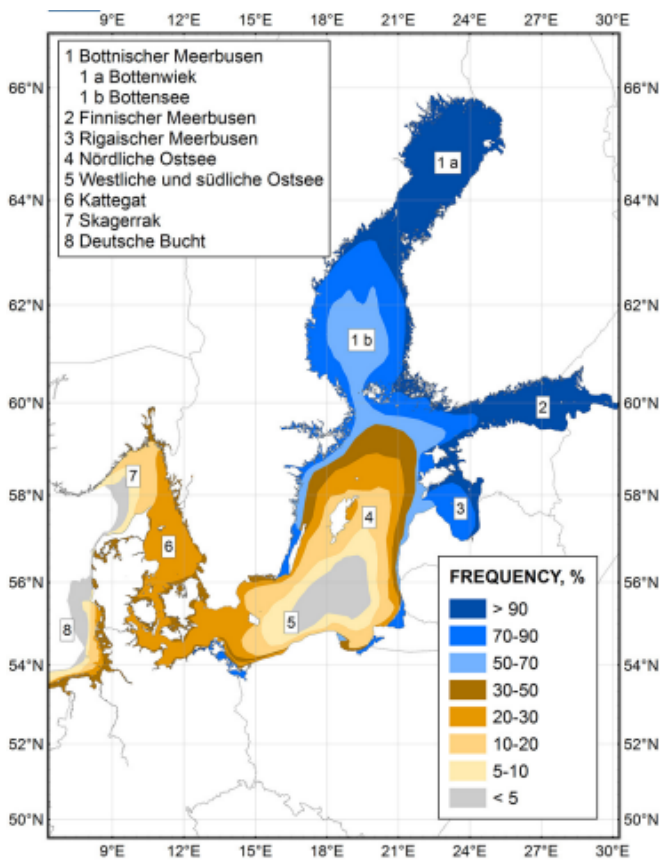 9°E 12°E 15°E 18°E 21°E 24°E 27°E 30°E
1 Bottnischer Meerbusen
1 a Bottenwiek
1 b Bottensee
2 Finnischer Meerbusen
3 Rigaischer Meerbusen
4 Nördliche Ostsee
5 Westliche und südliche Ostsee
6 Kattegat
7 Skagerrak
8 Deutsche Bucht
66°N 66°N
1 a
64°N 64°N
62°N 62°N
1 b
60°N 60°N
2
7
58°N 58°N
3
4
6
56°N 56°N
5
8
54°N 54°N
52°N 52°N
50°N 50°N
FREQUENCY, %
> 90
70-90
50-70
30-50
20-30
10-20
5-10
< 5
9°E 12°E 15°E 18°E 21°E 24°E 27°E 30°E